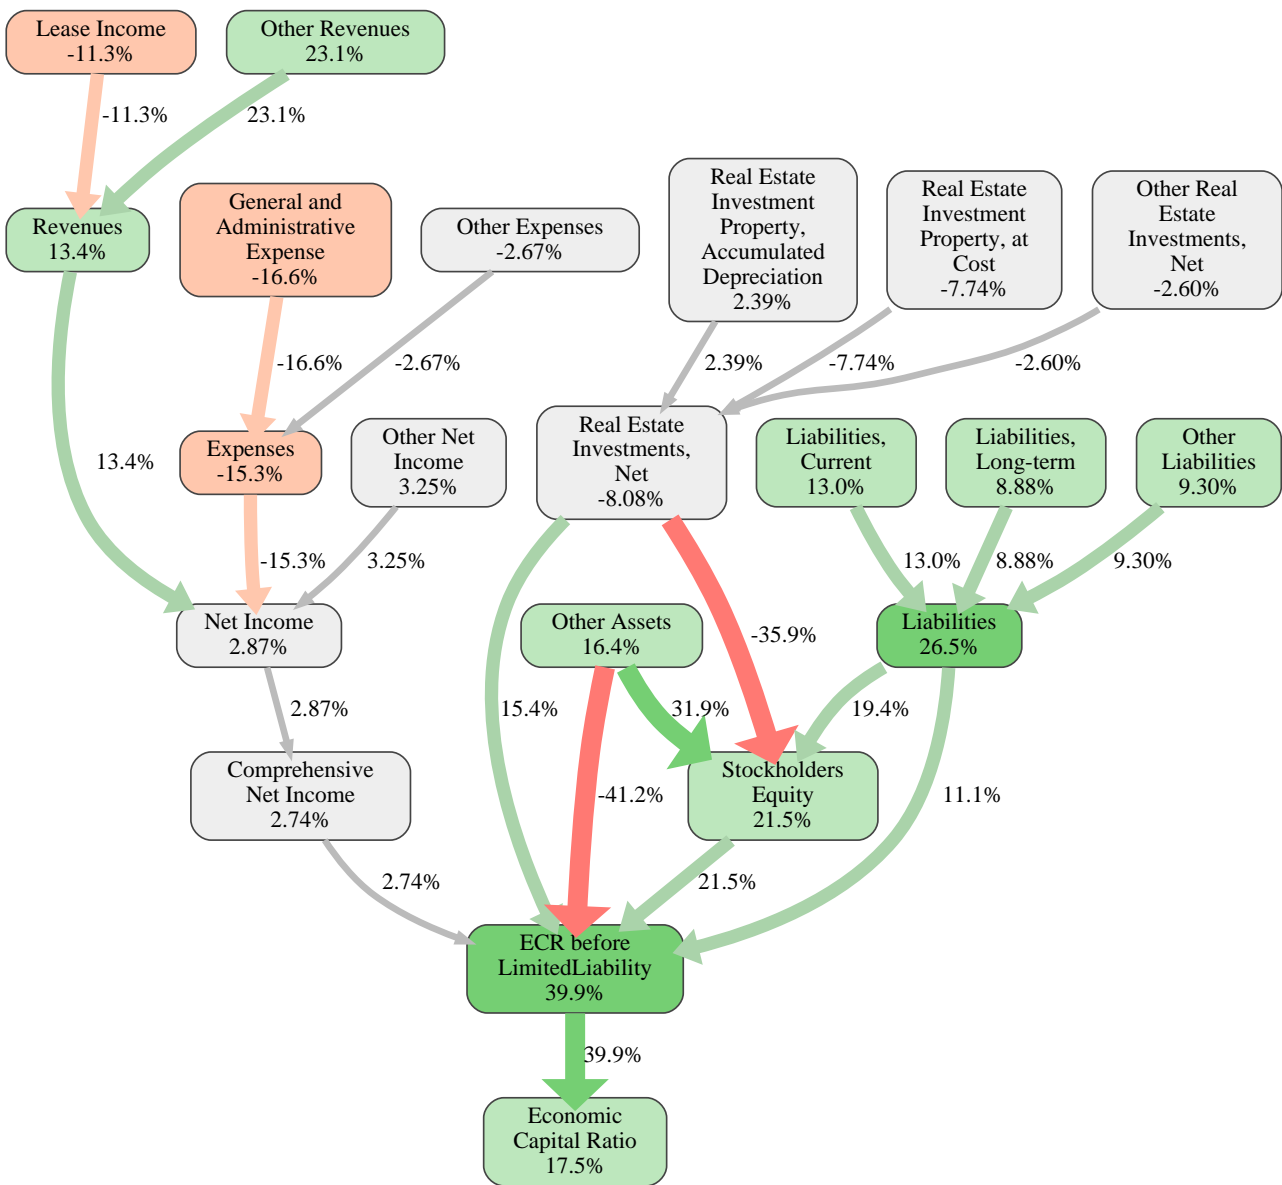 Lease Income
-11.3%
Other Revenues
23.1%
-11.3%
23.1%
Revenues
13.4%
General and
Administrative
Expense
-16.6%
Other Expenses
-2.67%
Real Estate
Investment
Property,
Accumulated
Depreciation
2.39%
Real Estate
Investment
Property, at
Cost
-7.74%
Other Real
Estate
Investments,
Net
-2.60%
-16.6%
-2.67%
2.39%
-7.74%
-2.60%
13.4%
Expenses
-15.3%
Other Net
Income
3.25%
Real Estate
Investments,
Net
-8.08%
Liabilities,
Current
13.0%
Liabilities,
Long-term
8.88%
Other
Liabilities
9.30%
-15.3%
3.25%
13.0%
8.88%
9.30%
Net Income
2.87%
Other Assets
16.4%
-35.9%
Liabilities
26.5%
2.87%
15.4%
31.9%
19.4%
Comprehensive
Net Income
2.74%
-41.2%
Stockholders
Equity
21.5%
11.1%
2.74%
21.5%
ECR before
LimitedLiability
39.9%
39.9%
Economic
Capital Ratio
17.5%